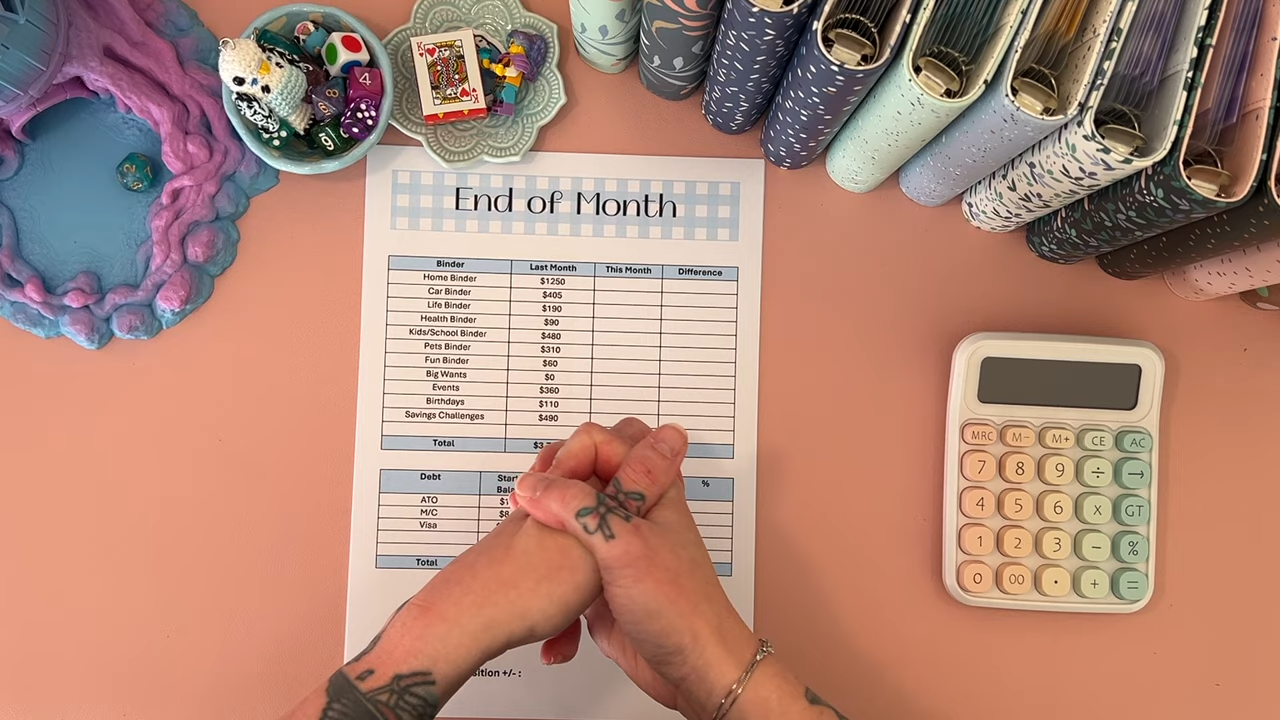 End of Month
Binder Last Month This Month Difference
Home Binder $1250
Car Binder $405
Life Binder $190
Health Binder $90
Kids/School Binder $480
Pets Binder $310
Fun Binder $60
Big Wants $0
Events $360
Birthdays $110
Savings Challenges $490
Total
Debt %
ATO
M/C
Visa
Total
+/- :
K
4
8
19
MRC M- M+ CE AC
7 8 9 ÷ →
4 5 6 X GT
1 2 3 − %
0 00 • + =